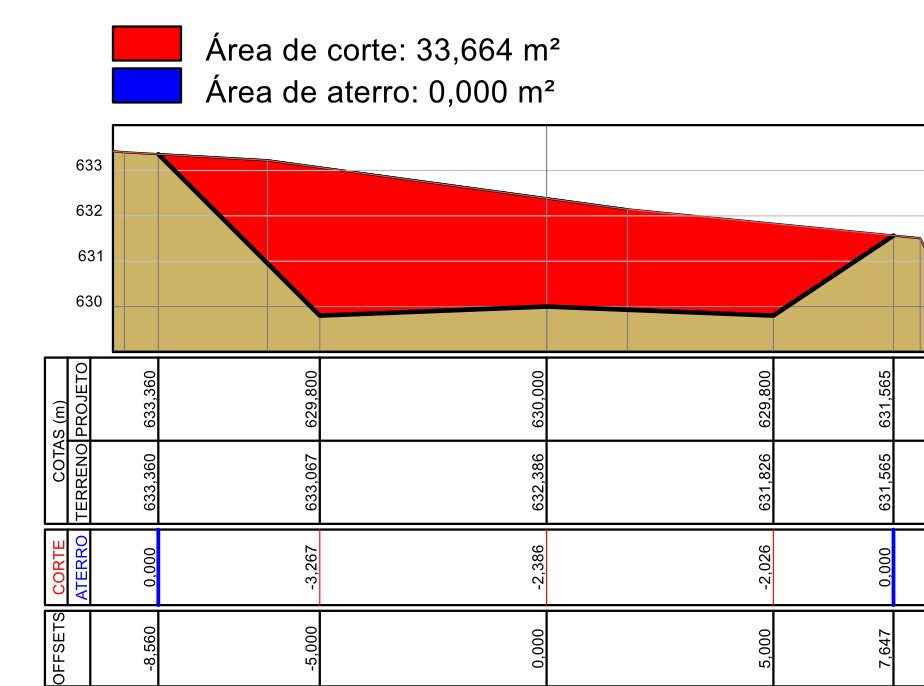 Área de corte: 33,664 m²
Área de aterro: 0,000 m²
633
632
631
630
COTAS (m)
PROJETO
633,360 629,800 630,000 629,800 631,565
TERRENO
633,360 633,067 632,386 631,826 631,565
CORTE
ATERRO
0,000 -3,267 -2,386 -2,026 0,000
OFFSETS
-8,560 -5,000 0,000 5,000 7,647